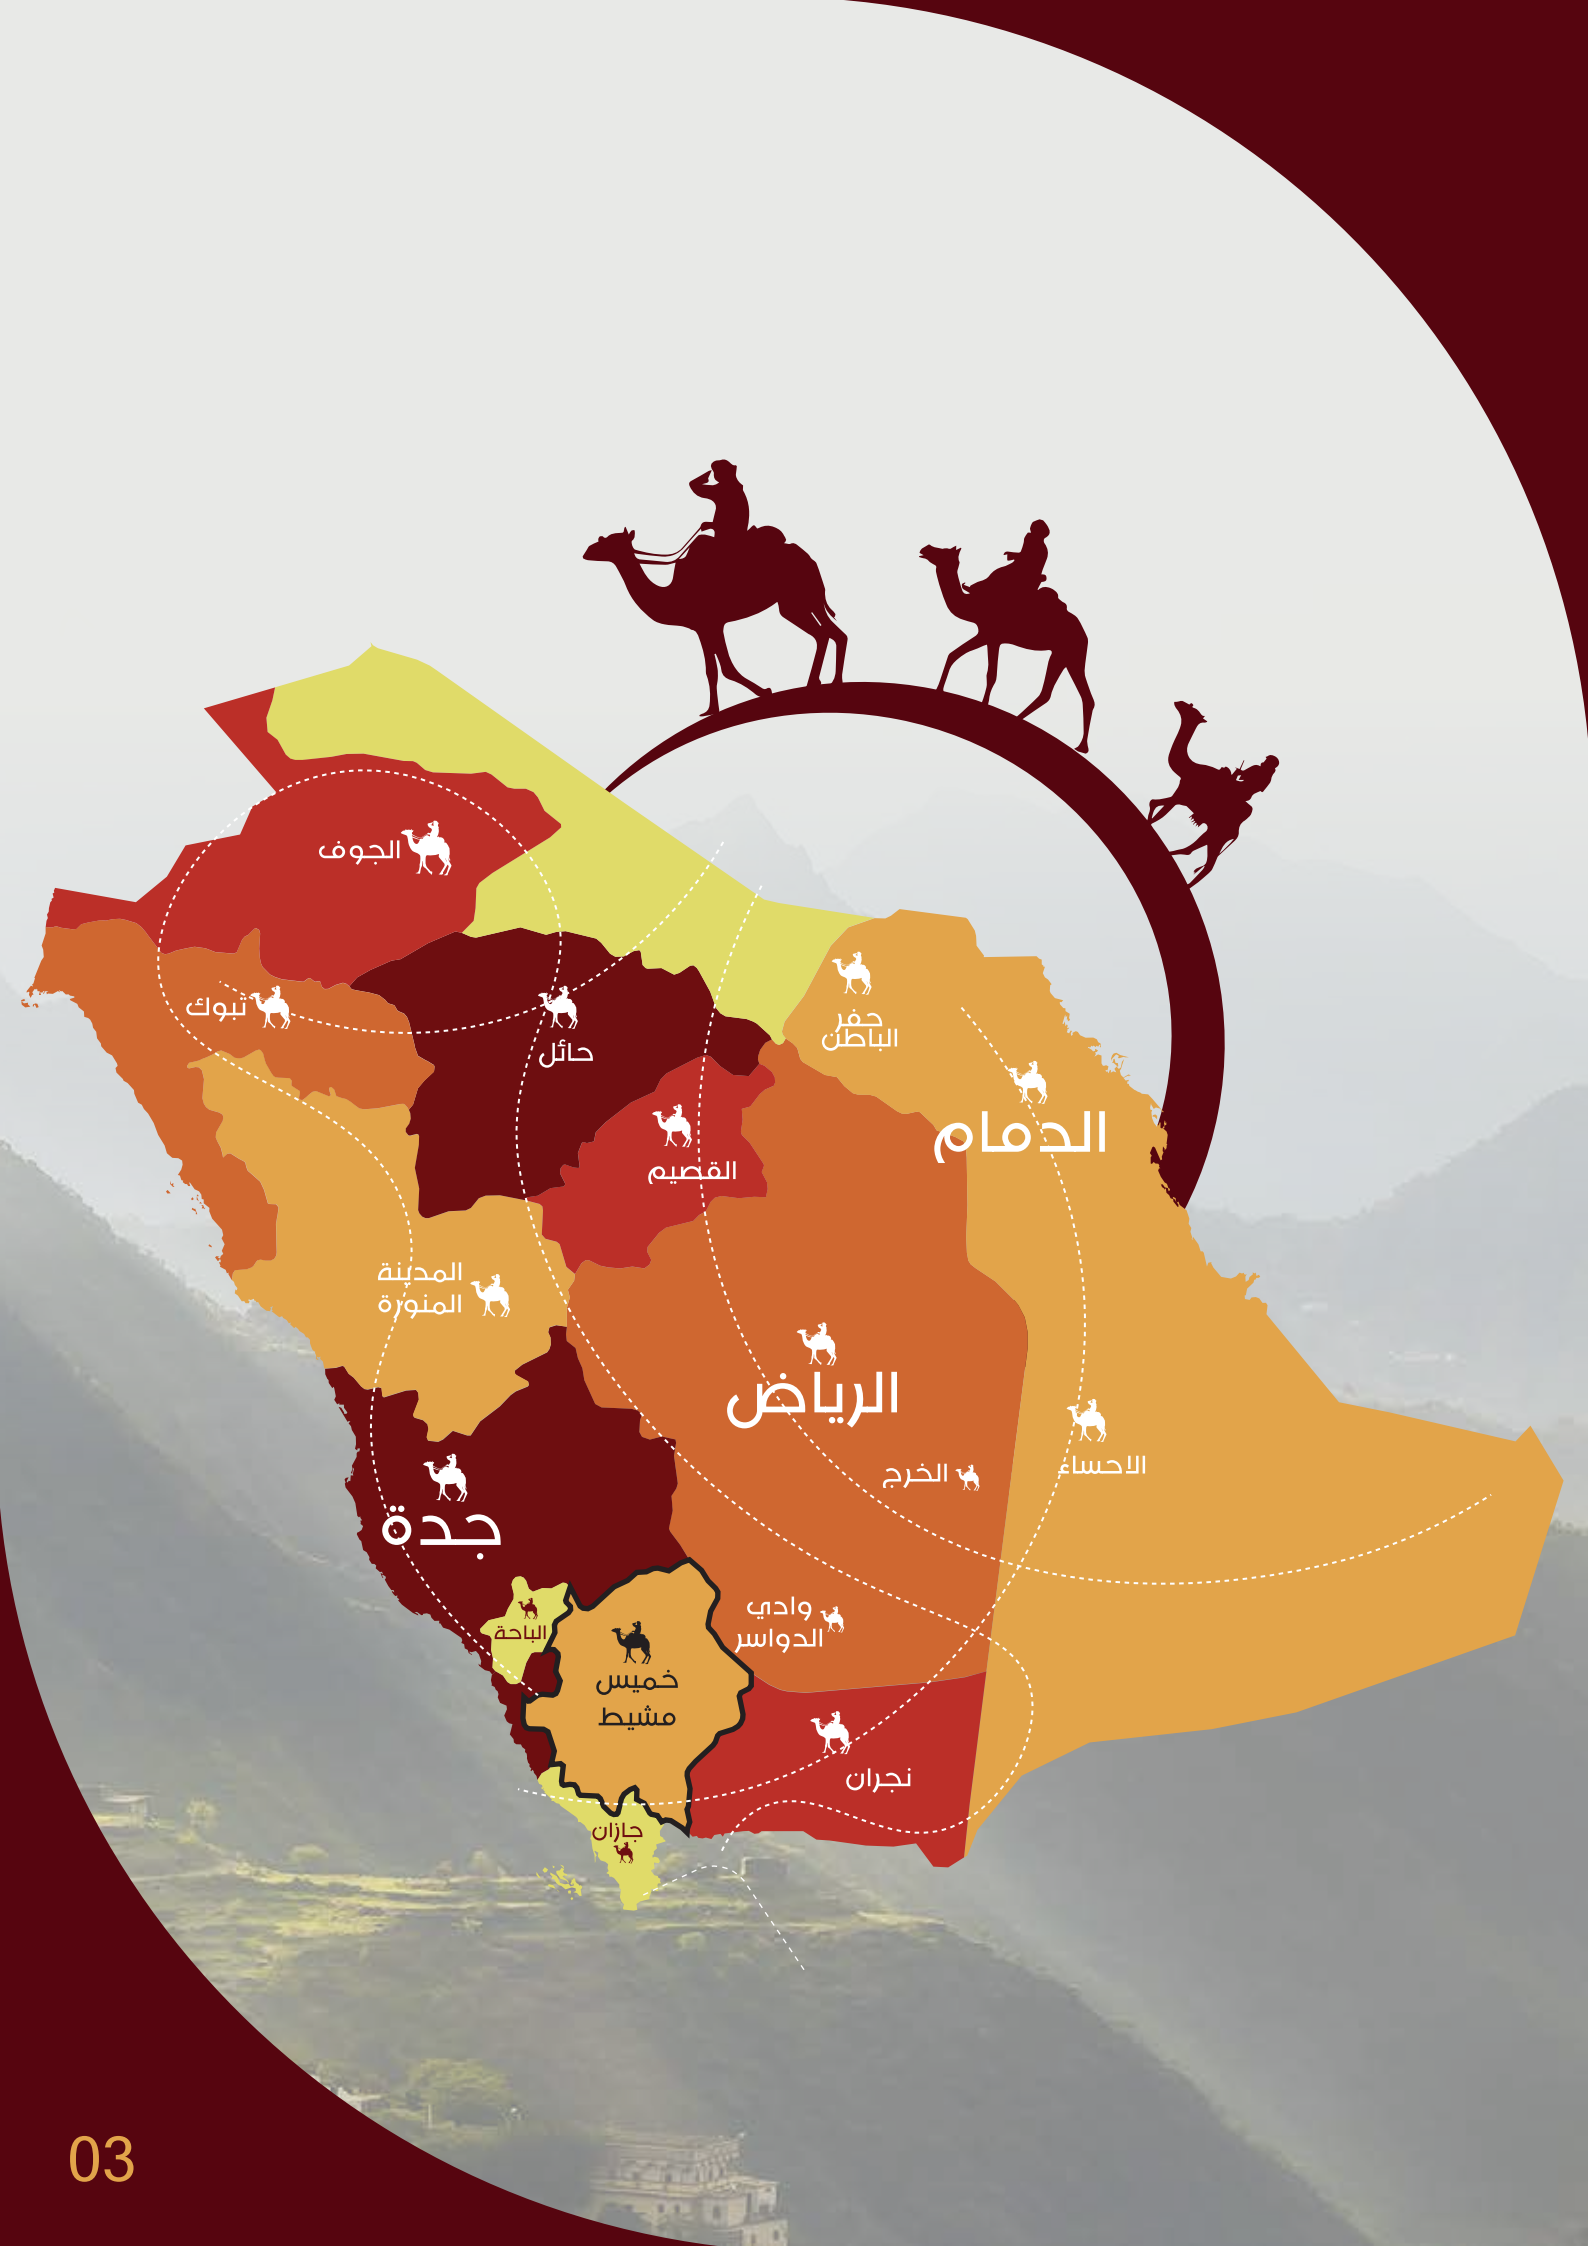 الجوف
تبوك
حائل
حفر
الباطن
الدمام
القصيم
المدينة
المنورة
الرياض
الخرج
الاحساء
جدة
وادي
الدواسر
الباحة
خميس
مشيط
نجران
جازان
03